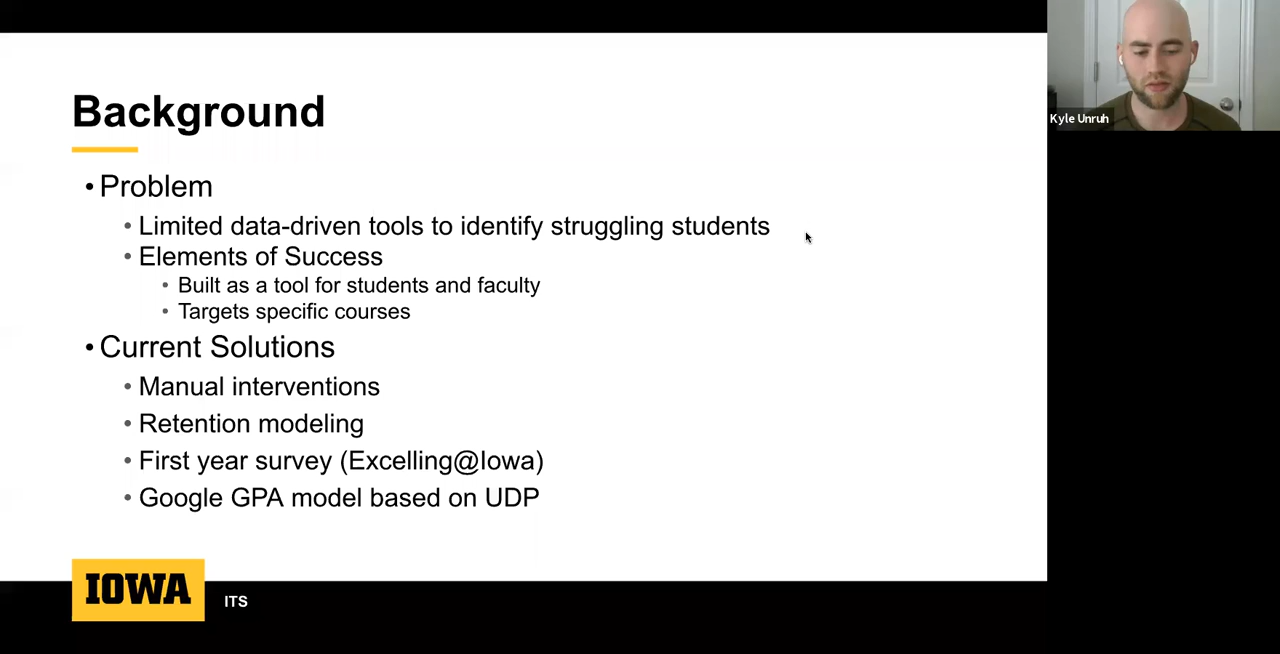 Background
• Problem
• Limited data-driven tools to identify struggling students
• Elements of Success
• Built as a tool for students and faculty
• Targets specific courses
• Current Solutions
• Manual interventions
• Retention modeling
• First year survey (Excelling@Iowa)
• Google GPA model based on UDP
IOWA
ITS
Kyle Unruh